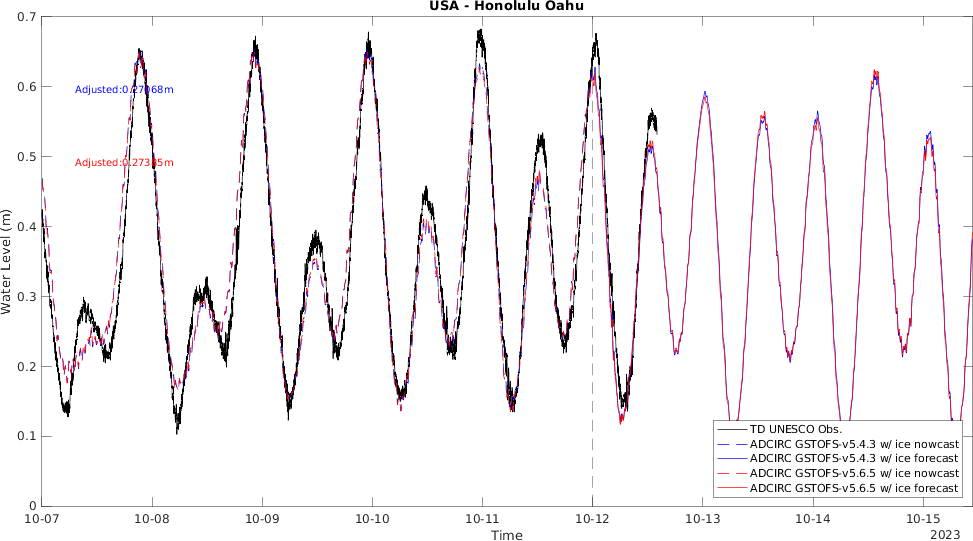 USA - Honolulu Oahu
0.7
0.6
0.5
0.4
0.3
0.2
0.1
0
Water Level (m)
Adjusted:0.27068m
Adjusted:0.27385m
TD UNESCO Obs.
ADCIRC GSTOFS-v5.4.3 w/ ice nowcast
ADCIRC GSTOFS-v5.4.3 w/ ice forecast
ADCIRC GSTOFS-v5.6.5 w/ ice nowcast
ADCIRC GSTOFS-v5.6.5 w/ ice forecast
10-07 10-08 10-09 10-10 10-11 10-12 10-13 10-14 10-15
Time
2023